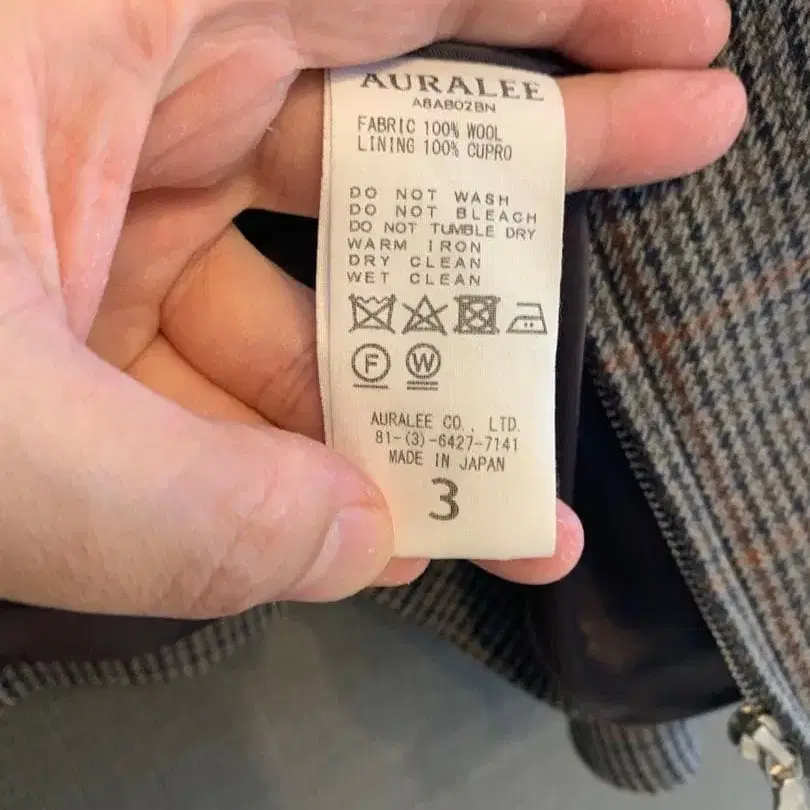 AURALEE
A8AB02BN
FABRIC 100% WOOL
LINING 100% CUPRO
DO NOT WASH
DO NOT BLEACH
DO NOT TUMBLE DRY
WARM IRON
DRY CLEAN
WET CLEAN
F W
AURALEE CO., LTD.
81-(3)-6427-7141
MADE IN JAPAN
3